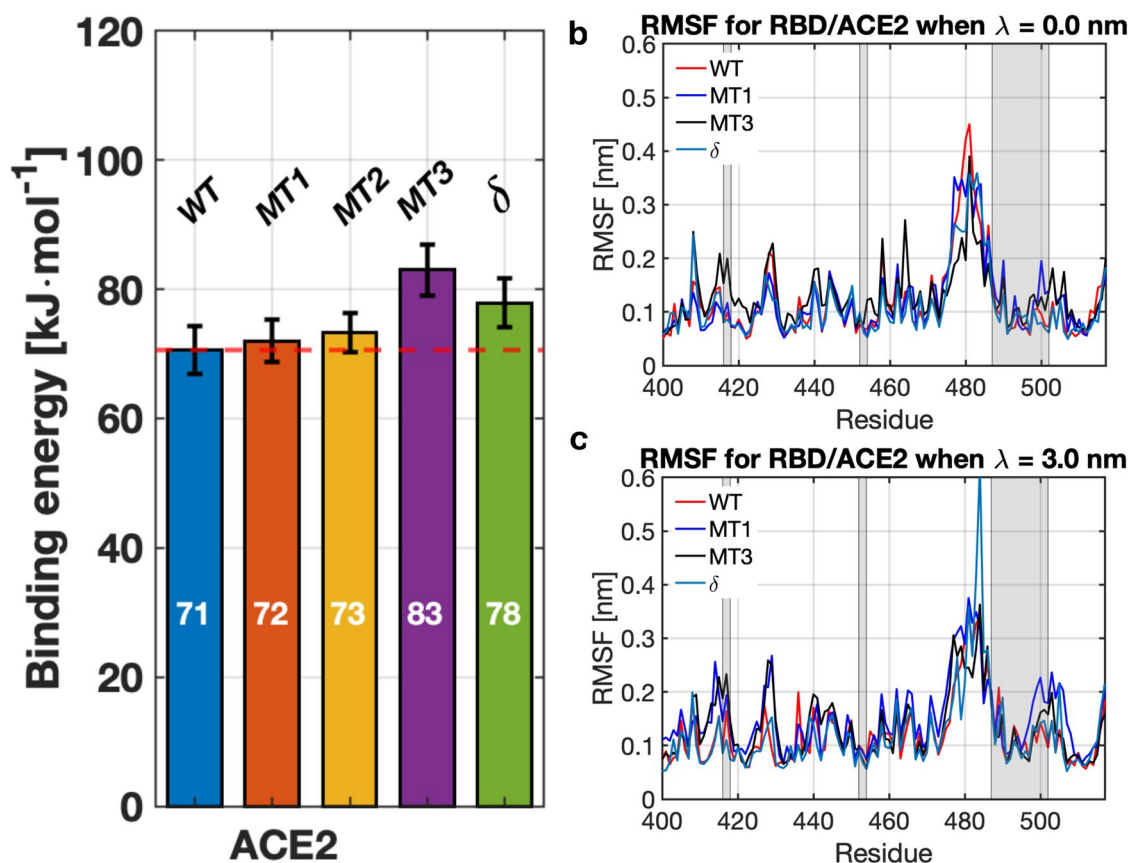 120
100
80
60
40
20
0
Binding energy [kJ·mol⁻¹]
WT
MT1
MT2
MT3
δ
71
72
73
83
78
ACE2
b
RMSF for RBD/ACE2 when λ = 0.0 nm
0.6
0.5
0.4
0.3
0.2
0.1
0
RMSF [nm]
WT
MT1
MT3
δ
400
420
440
460
480
500
Residue
c
RMSF for RBD/ACE2 when λ = 3.0 nm
0.6
0.5
0.4
0.3
0.2
0.1
0
RMSF [nm]
WT
MT1
MT3
δ
400
420
440
460
480
500
Residue